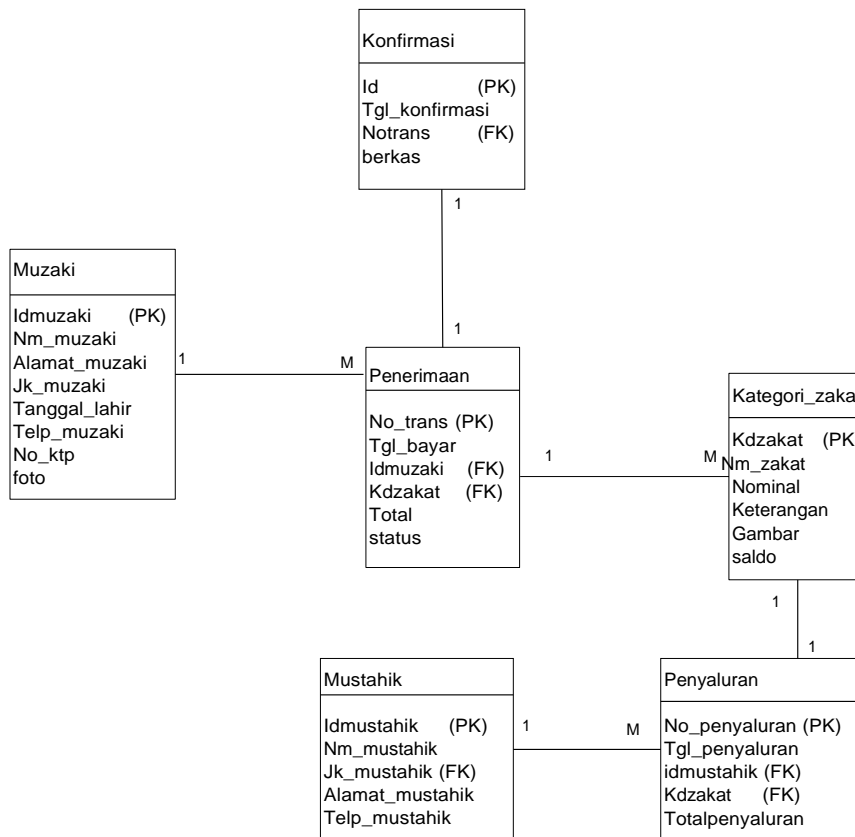 Konfirmasi
Id (PK)
Tgl_konfirmasi
Notrans (FK)
berkas
1
1
Muzaki
Idmuzaki (PK)
Nm_muzaki
Alamat_muzaki
Jk_muzaki
Tanggal_lahir
Telp_muzaki
No_ktp
foto
1
M
Penerimaan
No_trans (PK)
Tgl_bayar
Idmuzaki (FK)
Kdzakat (FK)
Total
status
1
M
Kategori_zaka
Kdzakat (PK
Nm_zakat
Nominal
Keterangan
Gambar
saldo
1
1
Mustahik
Idmustahik (PK)
Nm_mustahik
Jk_mustahik (FK)
Alamat_mustahik
Telp_mustahik
1
M
Penyaluran
No_penyaluran (PK)
Tgl_penyaluran
idmustahik (FK)
Kdzakat (FK)
Totalpenyaluran